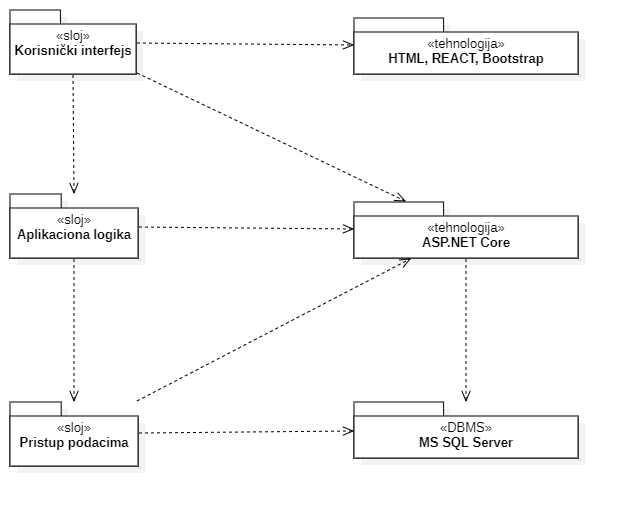 «sloj»
Korisnički interfejs
«tehnologija»
HTML, REACT, Bootstrap
«sloj»
Aplikaciona logika
«tehnologija»
ASP.NET Core
«sloj»
Pristup podacima
«DBMS»
MS SQL Server